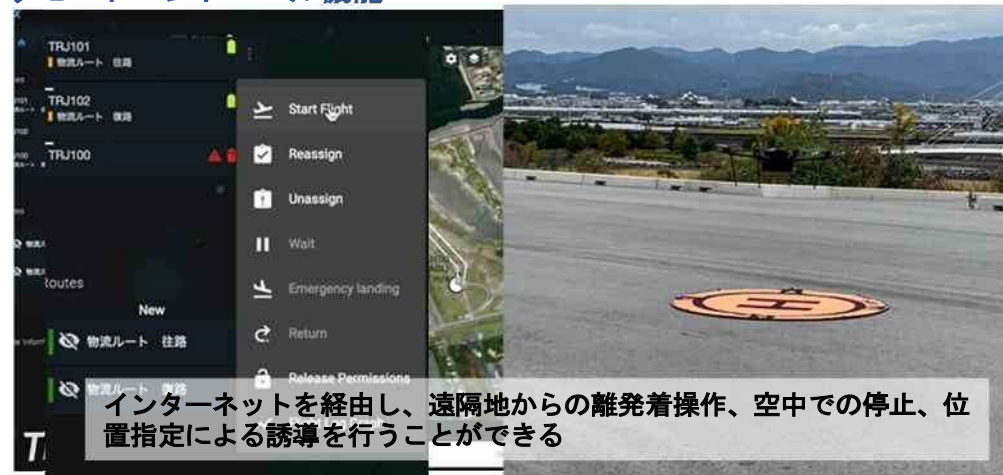 機能
TRJ101
物流ルート 往路
TRJ102
物流ルート 復路
TRJ100
Start Flight
Reassign
Unassign
Wait
Emergency landing
Return
Release Permissions
Routes
New
物流ルート 往路
物流ルート 復路
H
インターネットを経由し、遠隔地からの離発着操作、空中での停止、位
置指定による誘導を行うことができる